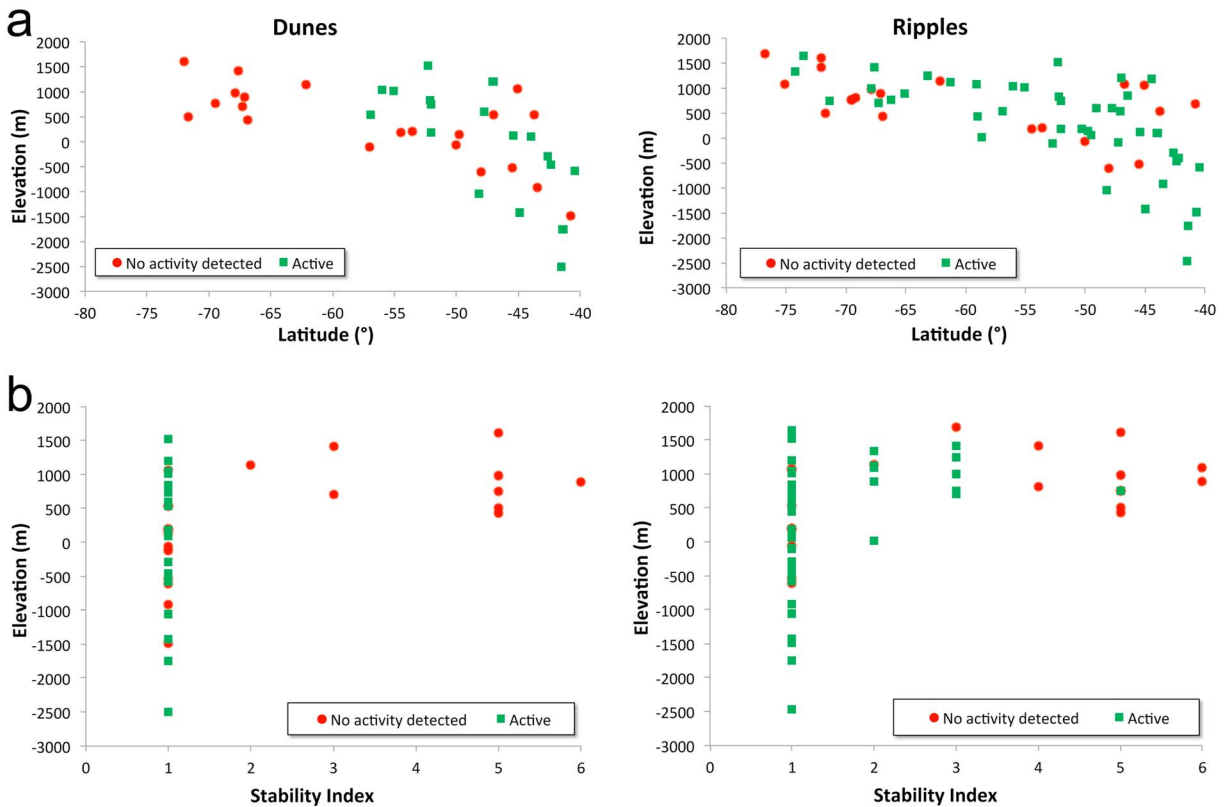 a
Dunes
Ripples
2000
1500
1000
500
0
-500
-1000
-1500
-2000
-2500
-3000
Elevation (m)
No activity detected
Active
-80 -75 -70 -65 -60 -55 -50 -45 -40
Latitude (°)
2000
1500
1000
500
0
-500
-1000
-1500
-2000
-2500
-3000
Elevation (m)
No activity detected
Active
-80 -75 -70 -65 -60 -55 -50 -45 -40
Latitude (°)
b
2000
1500
1000
500
0
-500
-1000
-1500
-2000
-2500
-3000
Elevation (m)
No activity detected
Active
0 1 2 3 4 5 6
Stability Index
2000
1500
1000
500
0
-500
-1000
-1500
-2000
-2500
-3000
Elevation (m)
No activity detected
Active
0 1 2 3 4 5 6
Stability Index